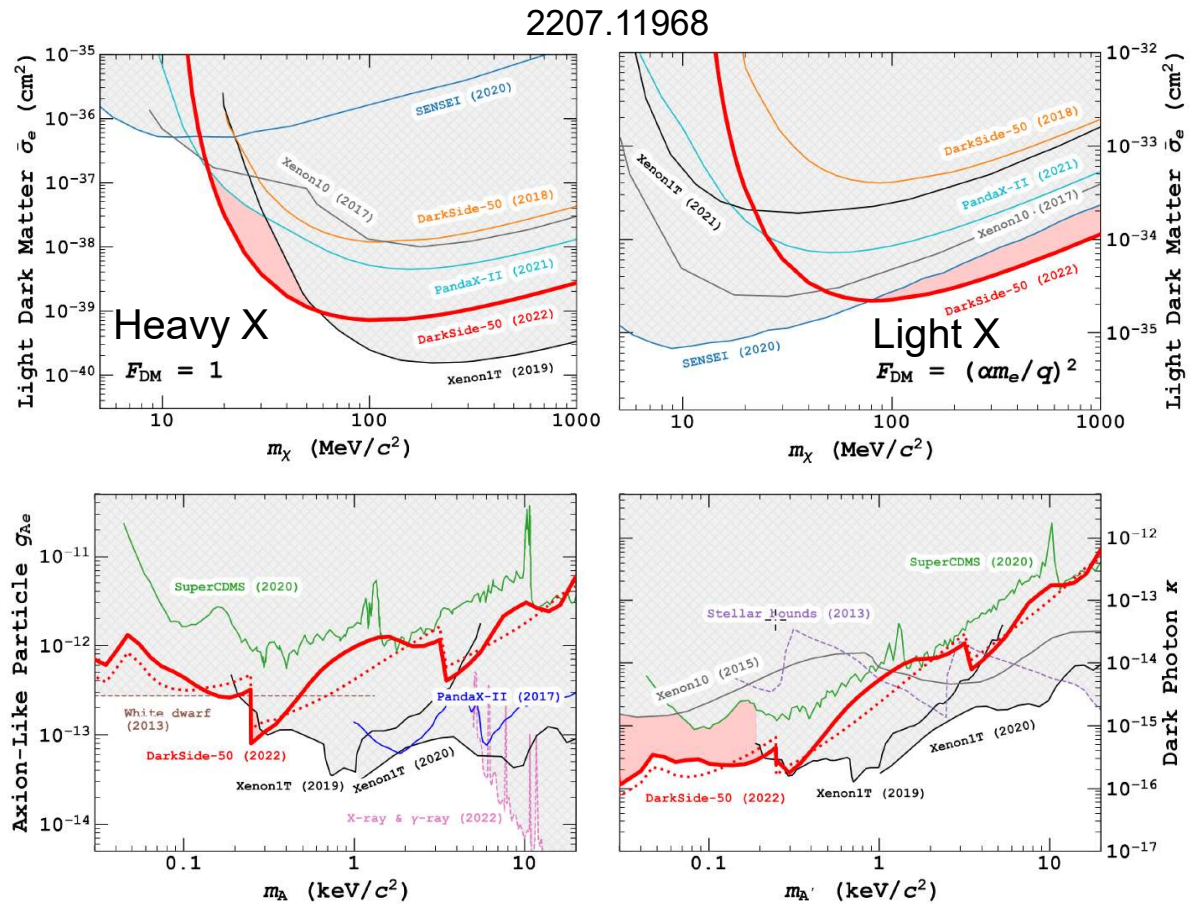 2207.11968
10⁻³⁵
10⁻³⁶
10⁻³⁷
10⁻³⁸
10⁻³⁹
10⁻⁴⁰
Light Dark Matter σ̄ₑ (cm²)
SENSEI (2020)
Xenon10 (2017)
DarkSide-50 (2018)
PandaX-II (2021)
DarkSide-50 (2022)
Xenon1T (2019)
Heavy X
F_DM = 1
10 100 1000
m_χ (MeV/c²)
10⁻³²
10⁻³³
10⁻³⁴
10⁻³⁵
Light Dark Matter σ̄ₑ (cm²)
DarkSide-50 (2018)
Xenon1T (2021)
PandaX-II (2021)
Xenon10 (2017)
DarkSide-50 (2022)
SENSEI (2020)
Light X
F_DM = (αmₑ/q)²
10 100 1000
m_χ (MeV/c²)
10⁻¹¹
10⁻¹²
10⁻¹³
10⁻¹⁴
Axion-Like Particle g_Ae
SuperCDMS (2020)
White dwarf
(2013)
PandaX-II (2017)
DarkSide-50 (2022)
Xenon1T (2019)
Xenon1T (2020)
X-ray & γ-ray (2022)
0.1 1 10
m_A (keV/c²)
10⁻¹²
10⁻¹³
10⁻¹⁴
10⁻¹⁵
10⁻¹⁶
10⁻¹⁷
Dark Photon κ
SuperCDMS (2020)
Stellar bounds (2013)
Xenon10 (2015)
Xenon1T (2020)
DarkSide-50 (2022)
Xenon1T (2019)
0.1 1 10
m_A′ (keV/c²)